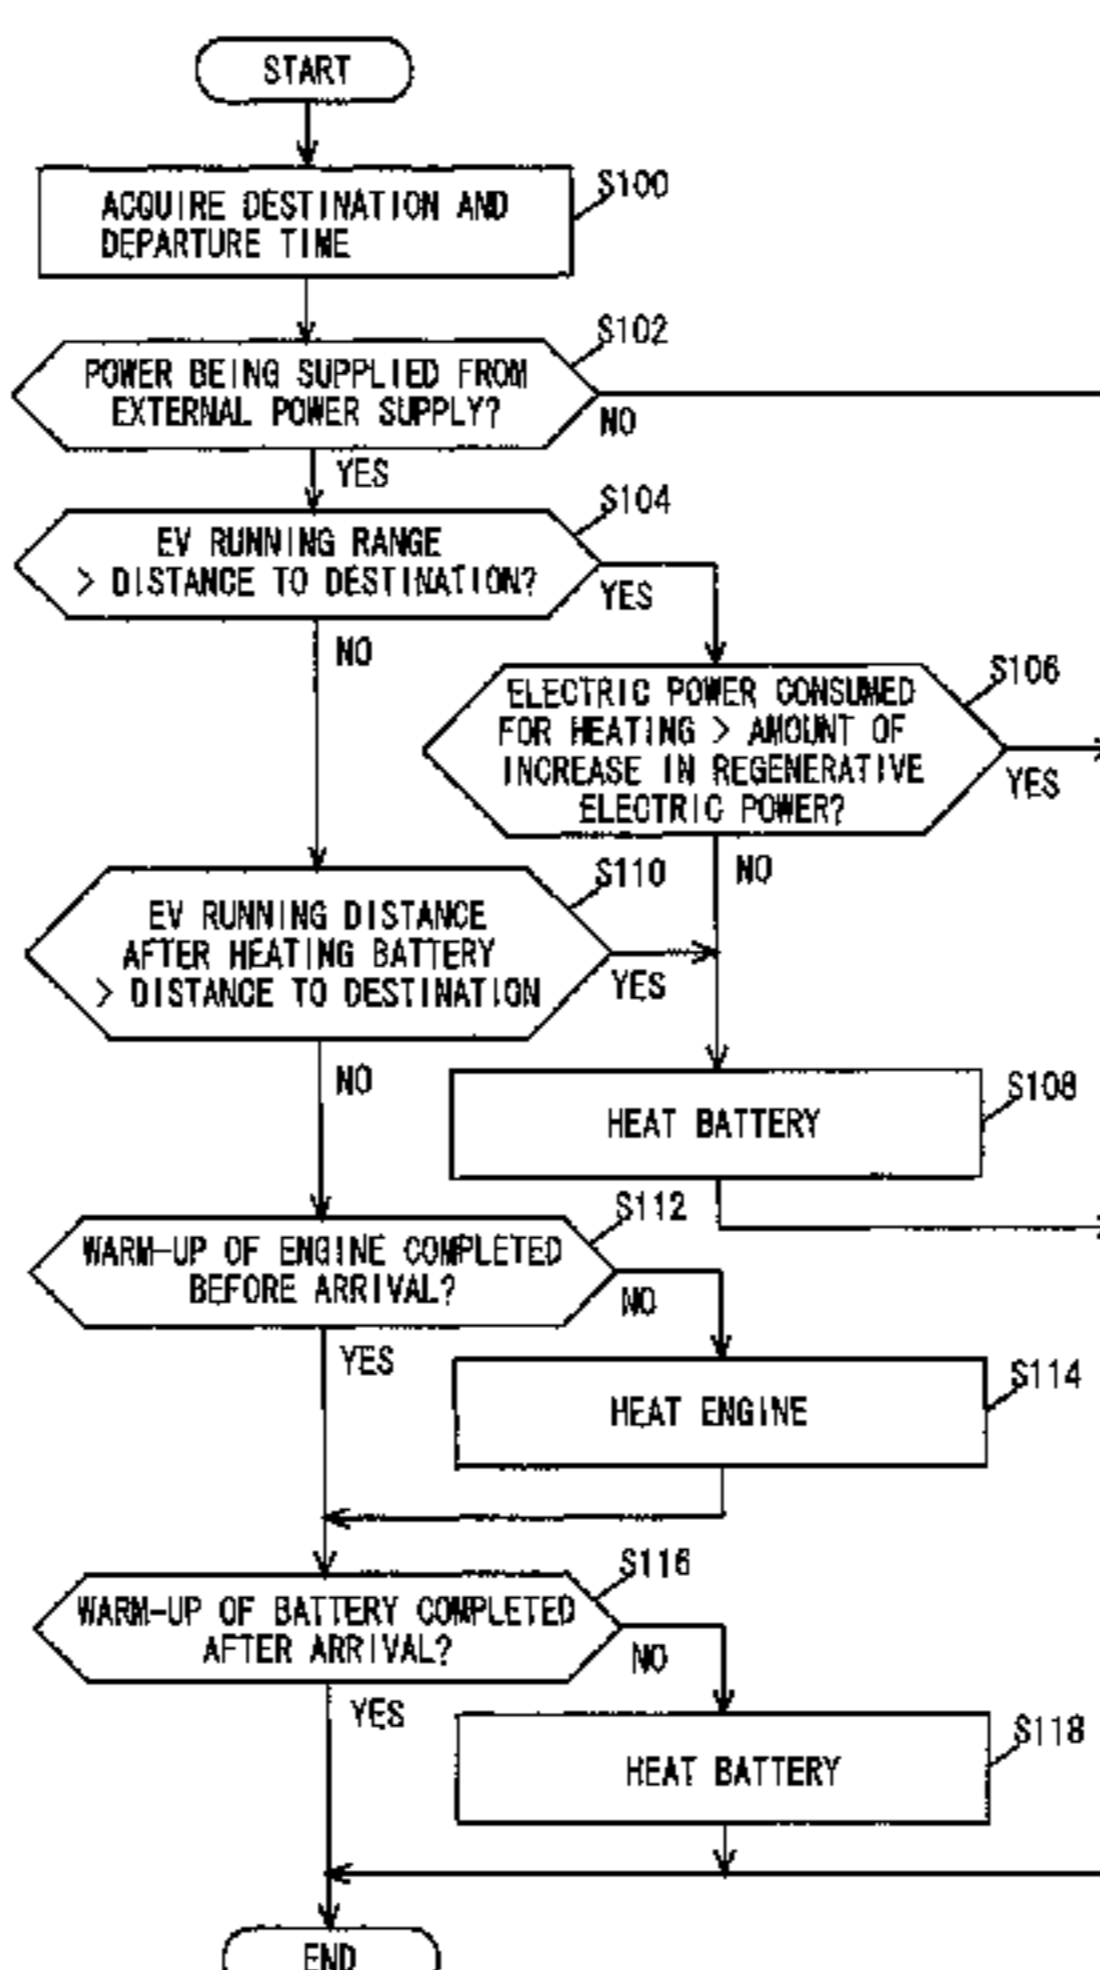 START
S100
ACQUIRE DESTINATION AND
DEPARTURE TIME
S102
POWER BEING SUPPLIED FROM
EXTERNAL POWER SUPPLY?
NO
YES
S104
EV RUNNING RANGE
> DISTANCE TO DESTINATION?
YES
NO
S106
ELECTRIC POWER CONSUMED
FOR HEATING > AMOUNT OF
INCREASE IN REGENERATIVE
ELECTRIC POWER?
YES
NO
S110
EV RUNNING DISTANCE
AFTER HEATING BATTERY
> DISTANCE TO DESTINATION
YES
NO
S108
HEAT BATTERY
S112
WARM-UP OF ENGINE COMPLETED
BEFORE ARRIVAL?
NO
YES
S114
HEAT ENGINE
S116
WARM-UP OF BATTERY COMPLETED
AFTER ARRIVAL?
NO
YES
S118
HEAT BATTERY
END